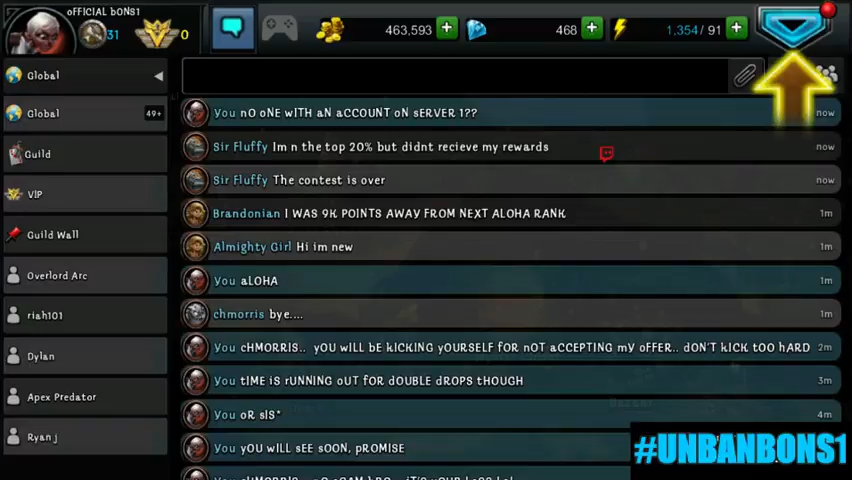 oFFICIAL bONS1
31
0
463,593
468
1,354/ 91
Global
Global
49+
Guild
VIP
Guild Wall
Overlord Arc
riah101
Dylan
Apex Predator
Ryan j
You nO oNE wITH aN aCCOUNT oN sERVER 1??
now
Sir Fluffy Im n the top 20% but didnt recieve my rewards
now
Sir Fluffy The contest is over
now
Brandonian I WAS 9K POINTS AWAY FROM NEXT ALOHA RANK
1m
Almighty Girl Hi im new
1m
You aLOHA
1m
chmorris bye....
1m
You cHMORRIS.. yOU wILL bE kICKING yOURSELF fOR nOT aCCEPTING mY oFFER.. dON'T kICK tOO hARD
2m
You tIME iS rUNNING oUT fOR dOUBLE dROPS tHOUGH
3m
You oR sIS*
4m
You yOU wILL sEE sOON, pROMISE
#UNBANBONS1